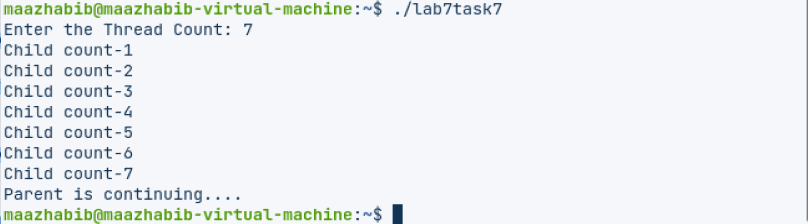 maazhabib@maazhabib-virtual-machine:~$ ./lab7task7
Enter the Thread Count: 7
Child count-1
Child count-2
Child count-3
Child count-4
Child count-5
Child count-6
Child count-7
Parent is continuing....
maazhabib@maazhabib-virtual-machine:~$